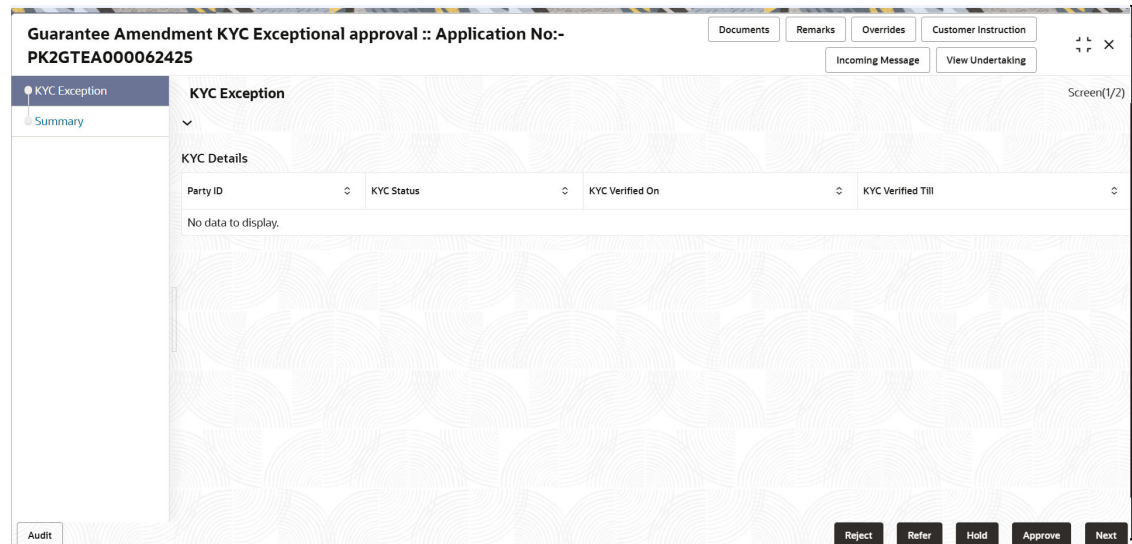 Guarantee Amendment KYC Exceptional approval :: Application No:-
PK2GTEA000062425
Documents Remarks Overrides Customer Instruction
Incoming Message View Undertaking
KYC Exception
Summary
KYC Exception
Screen(1/2)
KYC Details
Party ID KYC Status KYC Verified On KYC Verified Till
No data to display.
Audit
Reject Refer Hold Approve Next